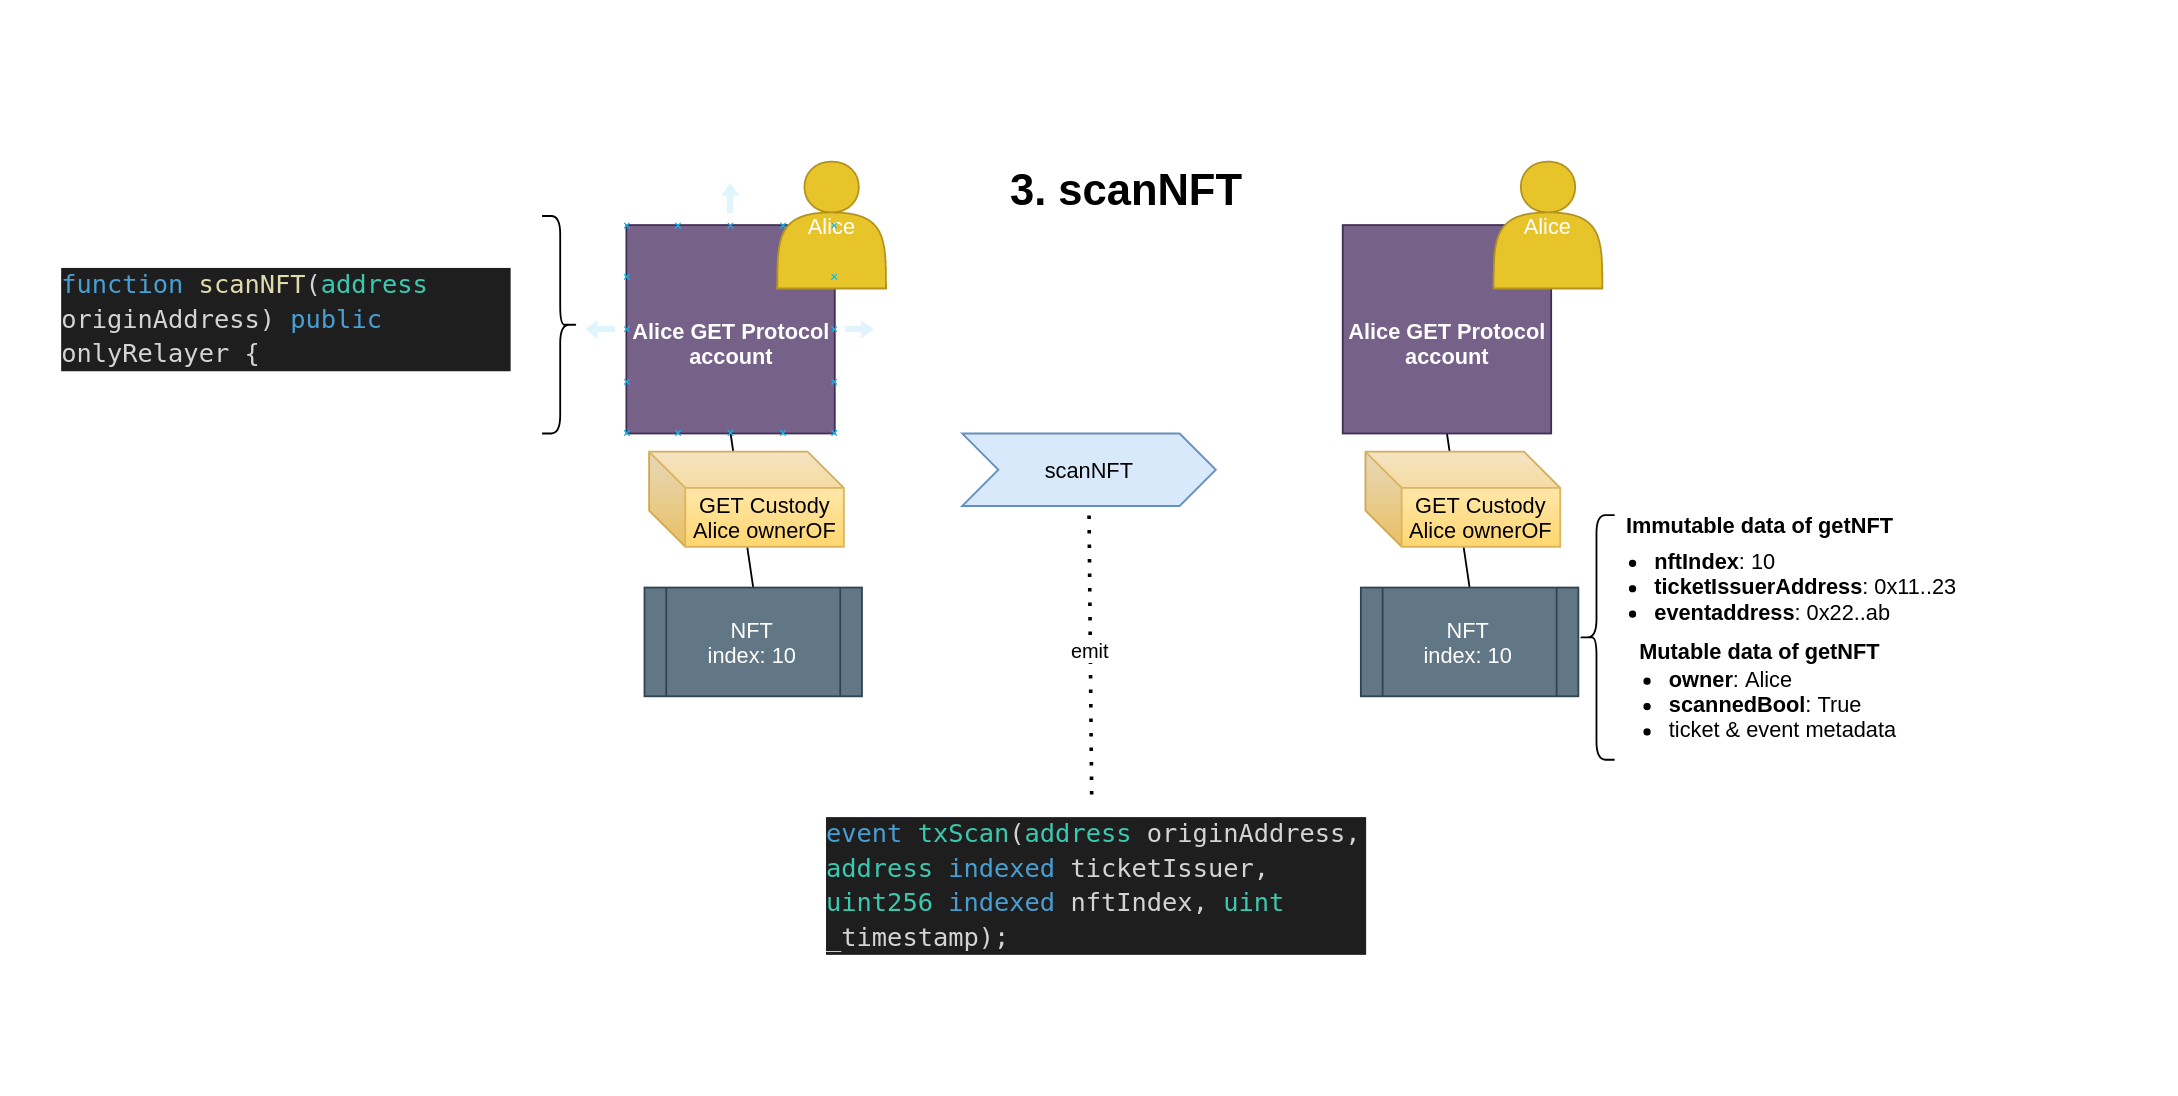 3. scanNFT
function scanNFT(address
originAddress) public
onlyRelayer {
Alice
Alice GET Protocol
account
GET Custody
Alice ownerOF
NFT
index: 10
scanNFT
emit
event txScan(address originAddress,
address indexed ticketIssuer,
uint256 indexed nftIndex, uint
_timestamp);
Alice
Alice GET Protocol
account
GET Custody
Alice ownerOF
NFT
index: 10
Immutable data of getNFT
• nftIndex: 10
• ticketIssuerAddress: 0x11..23
• eventaddress: 0x22..ab
Mutable data of getNFT
• owner: Alice
• scannedBool: True
• ticket & event metadata